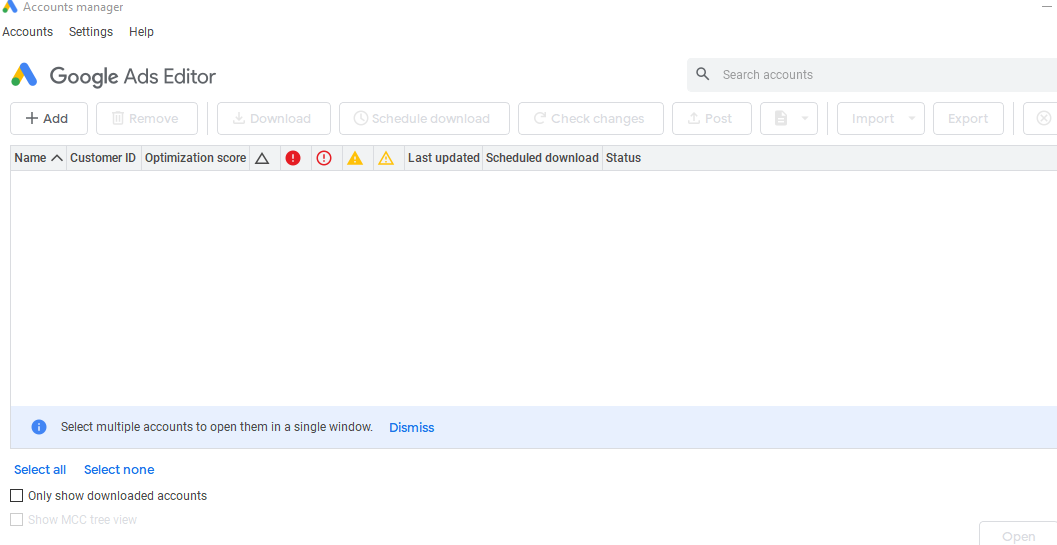 Accounts manager
Accounts Settings Help
Google Ads Editor
Search accounts
Add Remove Download Schedule download Check changes Post Import Export
Name Customer ID Optimization score Last updated Scheduled download Status
Select multiple accounts to open them in a single window. Dismiss
Select all Select none
Only show downloaded accounts
Show MCC tree view
Open